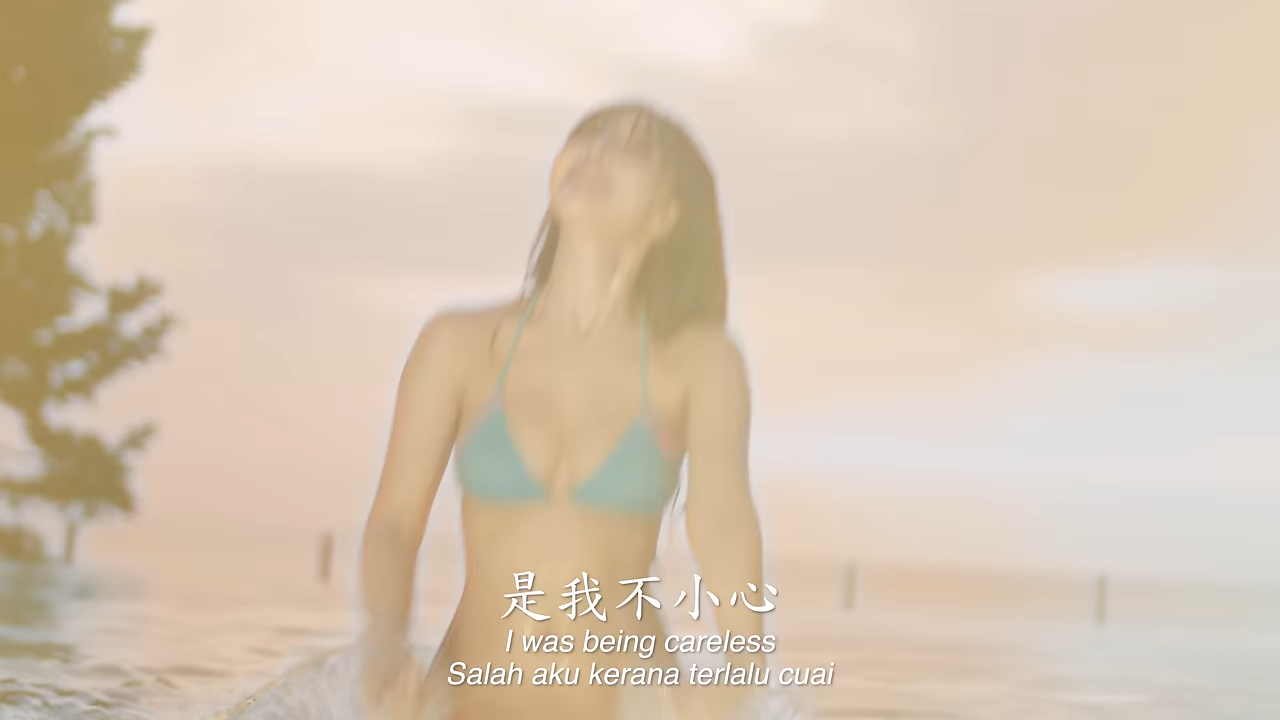 是我不小心
I was being careless
Salah aku kerana terlalu cuai